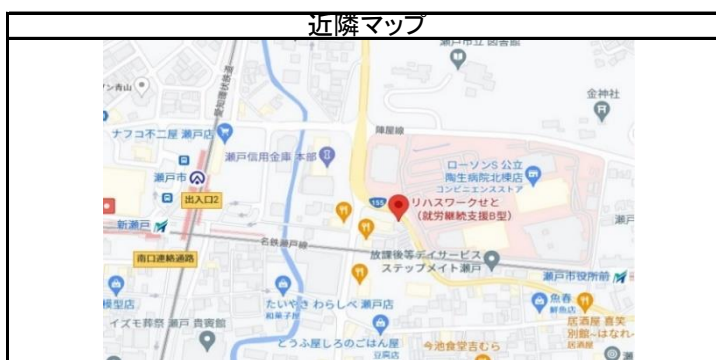 近隣マップ
瀬戸市立 図書館
ン青山
愛知環状鉄道
金神社
陣屋線
ナフコ不二屋 瀬戸店
瀬戸信用金庫 本部
ローソンS 公立
陶生病院北棟店
コンビニエンスストア
瀬戸市
出入口2
155
リハスワークせと
(就労継続支援B型)
新瀬戸
瀬戸
名鉄瀬戸線
南口連絡通路
放課後等デイサービス
ステップメイト瀬戸
瀬戸市役所前
模型店
たいやき わらしべ 瀬戸店
和菓子屋
魚春
鮮魚店
イズモ葬祭 瀬戸 貴賓館
居酒屋 喜笑
別館~はなれ~
居酒屋
とうふ屋しろのごはん屋
豆腐店
今池食堂吉むら